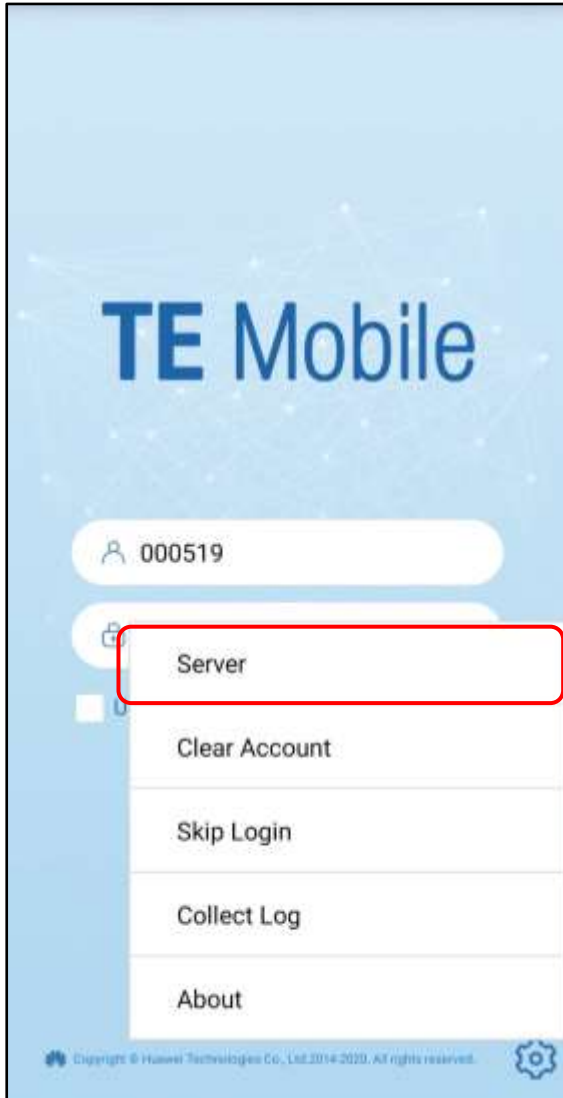 TE Mobile
000519
Server
Clear Account
Skip Login
Collect Log
About
Copyright © Huawei Technologies Co., Ltd.2014-2020. All rights reserved.